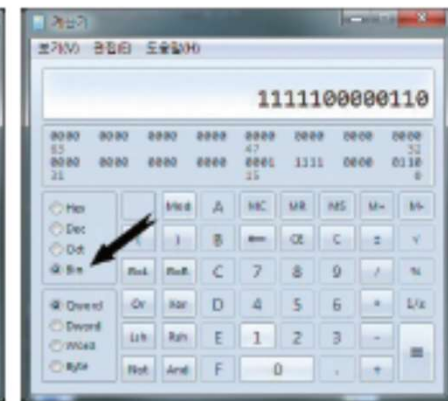 계산기
보기(V) 편집(E) 도움말(H)
1111100000110
0000 0000 0000 0000 0000 0000 0000 0000
63 47 32
0000 0000 0000 0000 0001 1111 0000 0110
31 15 0
Hex Mod A MC MR MS M+ M-
Dec ( ) B ← CE C ± √
Oct
Bin RoL RoR C 7 8 9 / %
Qword Or Xor D 4 5 6 * 1/x
Dword Lsh Rsh E 1 2 3 - =
Word
Byte Not And F 0 . +